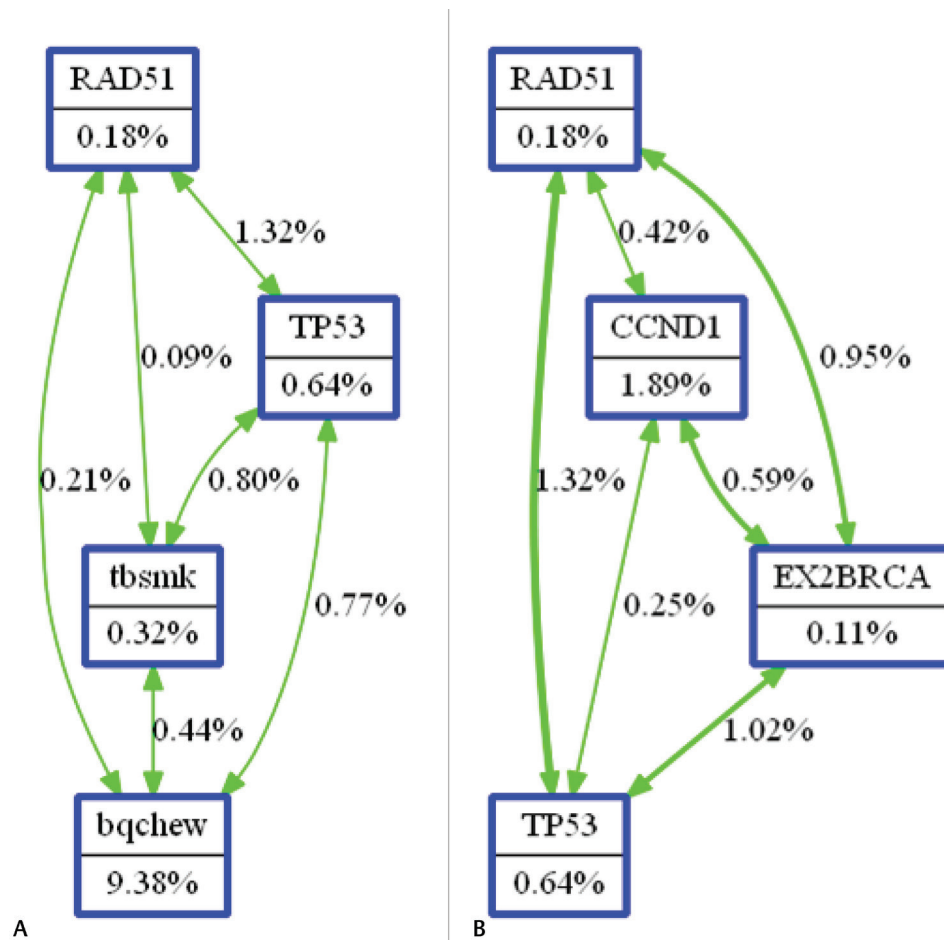 RAD51
0.18%
1.32%
TP53
0.64%
0.09%
0.21%
0.80%
tbsmk
0.32%
0.77%
0.44%
bqchew
9.38%
A
RAD51
0.18%
0.42%
CCND1
1.89%
0.95%
1.32%
0.59%
EX2BRCA
0.11%
0.25%
1.02%
TP53
0.64%
B